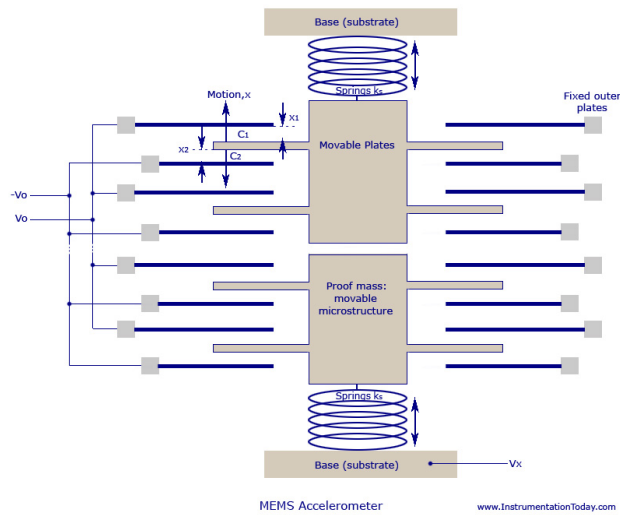 Base (substrate)
Springs ks
Motion,x
x1
Fixed outer
plates
C1
x2
C2
Movable Plates
-Vo
Vo
Proof mass:
movable
microstructure
Springs ks
Base (substrate)
Vx
MEMS Accelerometer
www.InstrumentationToday.com